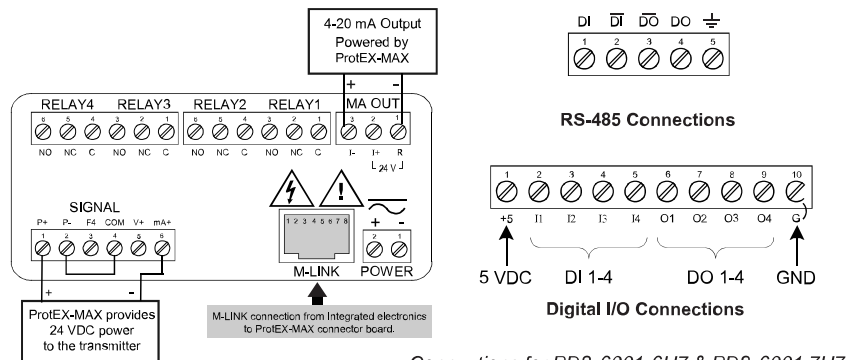 4-20 mA Output
Powered by
ProtEX-MAX
+ -
RELAY4 RELAY3 RELAY2 RELAY1 MA OUT
6 5 4 3 2 1 6 5 4 3 2 1 3 2 1
NO NC C NO NC C NO NC C NO NC C I- I+ R
24 V
SIGNAL
P+ P- F4 COM V+ mA+
1 2 3 4 5 6
1 2 3 4 5 6 7 8
+ -
2 1
M-LINK POWER
+ -
ProtEX-MAX provides
24 VDC power
to the transmitter
M-LINK connection from Integrated electronics
to ProtEX-MAX connector board.
DI DI DO DO
1 2 3 4 5
RS-485 Connections
1 2 3 4 5 6 7 8 9 10
+5 I1 I2 I3 I4 O1 O2 O3 O4 G
5 VDC DI 1-4 DO 1-4 GND
Digital I/O Connections